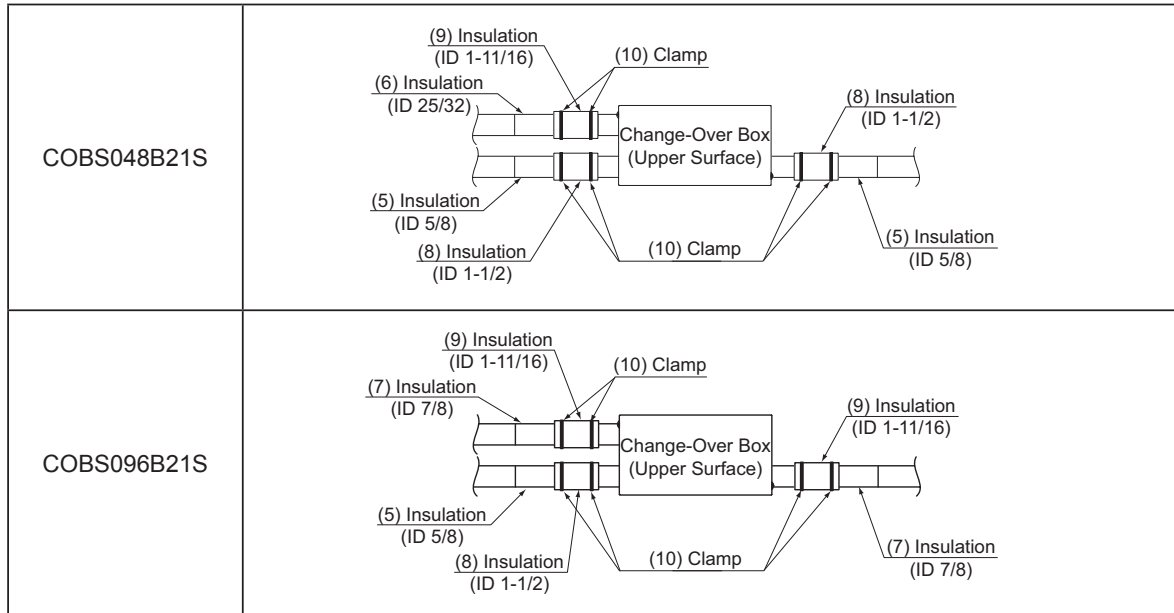 COBS048B21S
(9) Insulation
(ID 1-11/16)
(10) Clamp
(6) Insulation
(ID 25/32)
(8) Insulation
(ID 1-1/2)
Change-Over Box
(Upper Surface)
(5) Insulation
(ID 5/8)
(8) Insulation
(ID 1-1/2)
(10) Clamp
(5) Insulation
(ID 5/8)
COBS096B21S
(9) Insulation
(ID 1-11/16)
(10) Clamp
(7) Insulation
(ID 7/8)
(9) Insulation
(ID 1-11/16)
Change-Over Box
(Upper Surface)
(5) Insulation
(ID 5/8)
(8) Insulation
(ID 1-1/2)
(10) Clamp
(7) Insulation
(ID 7/8)